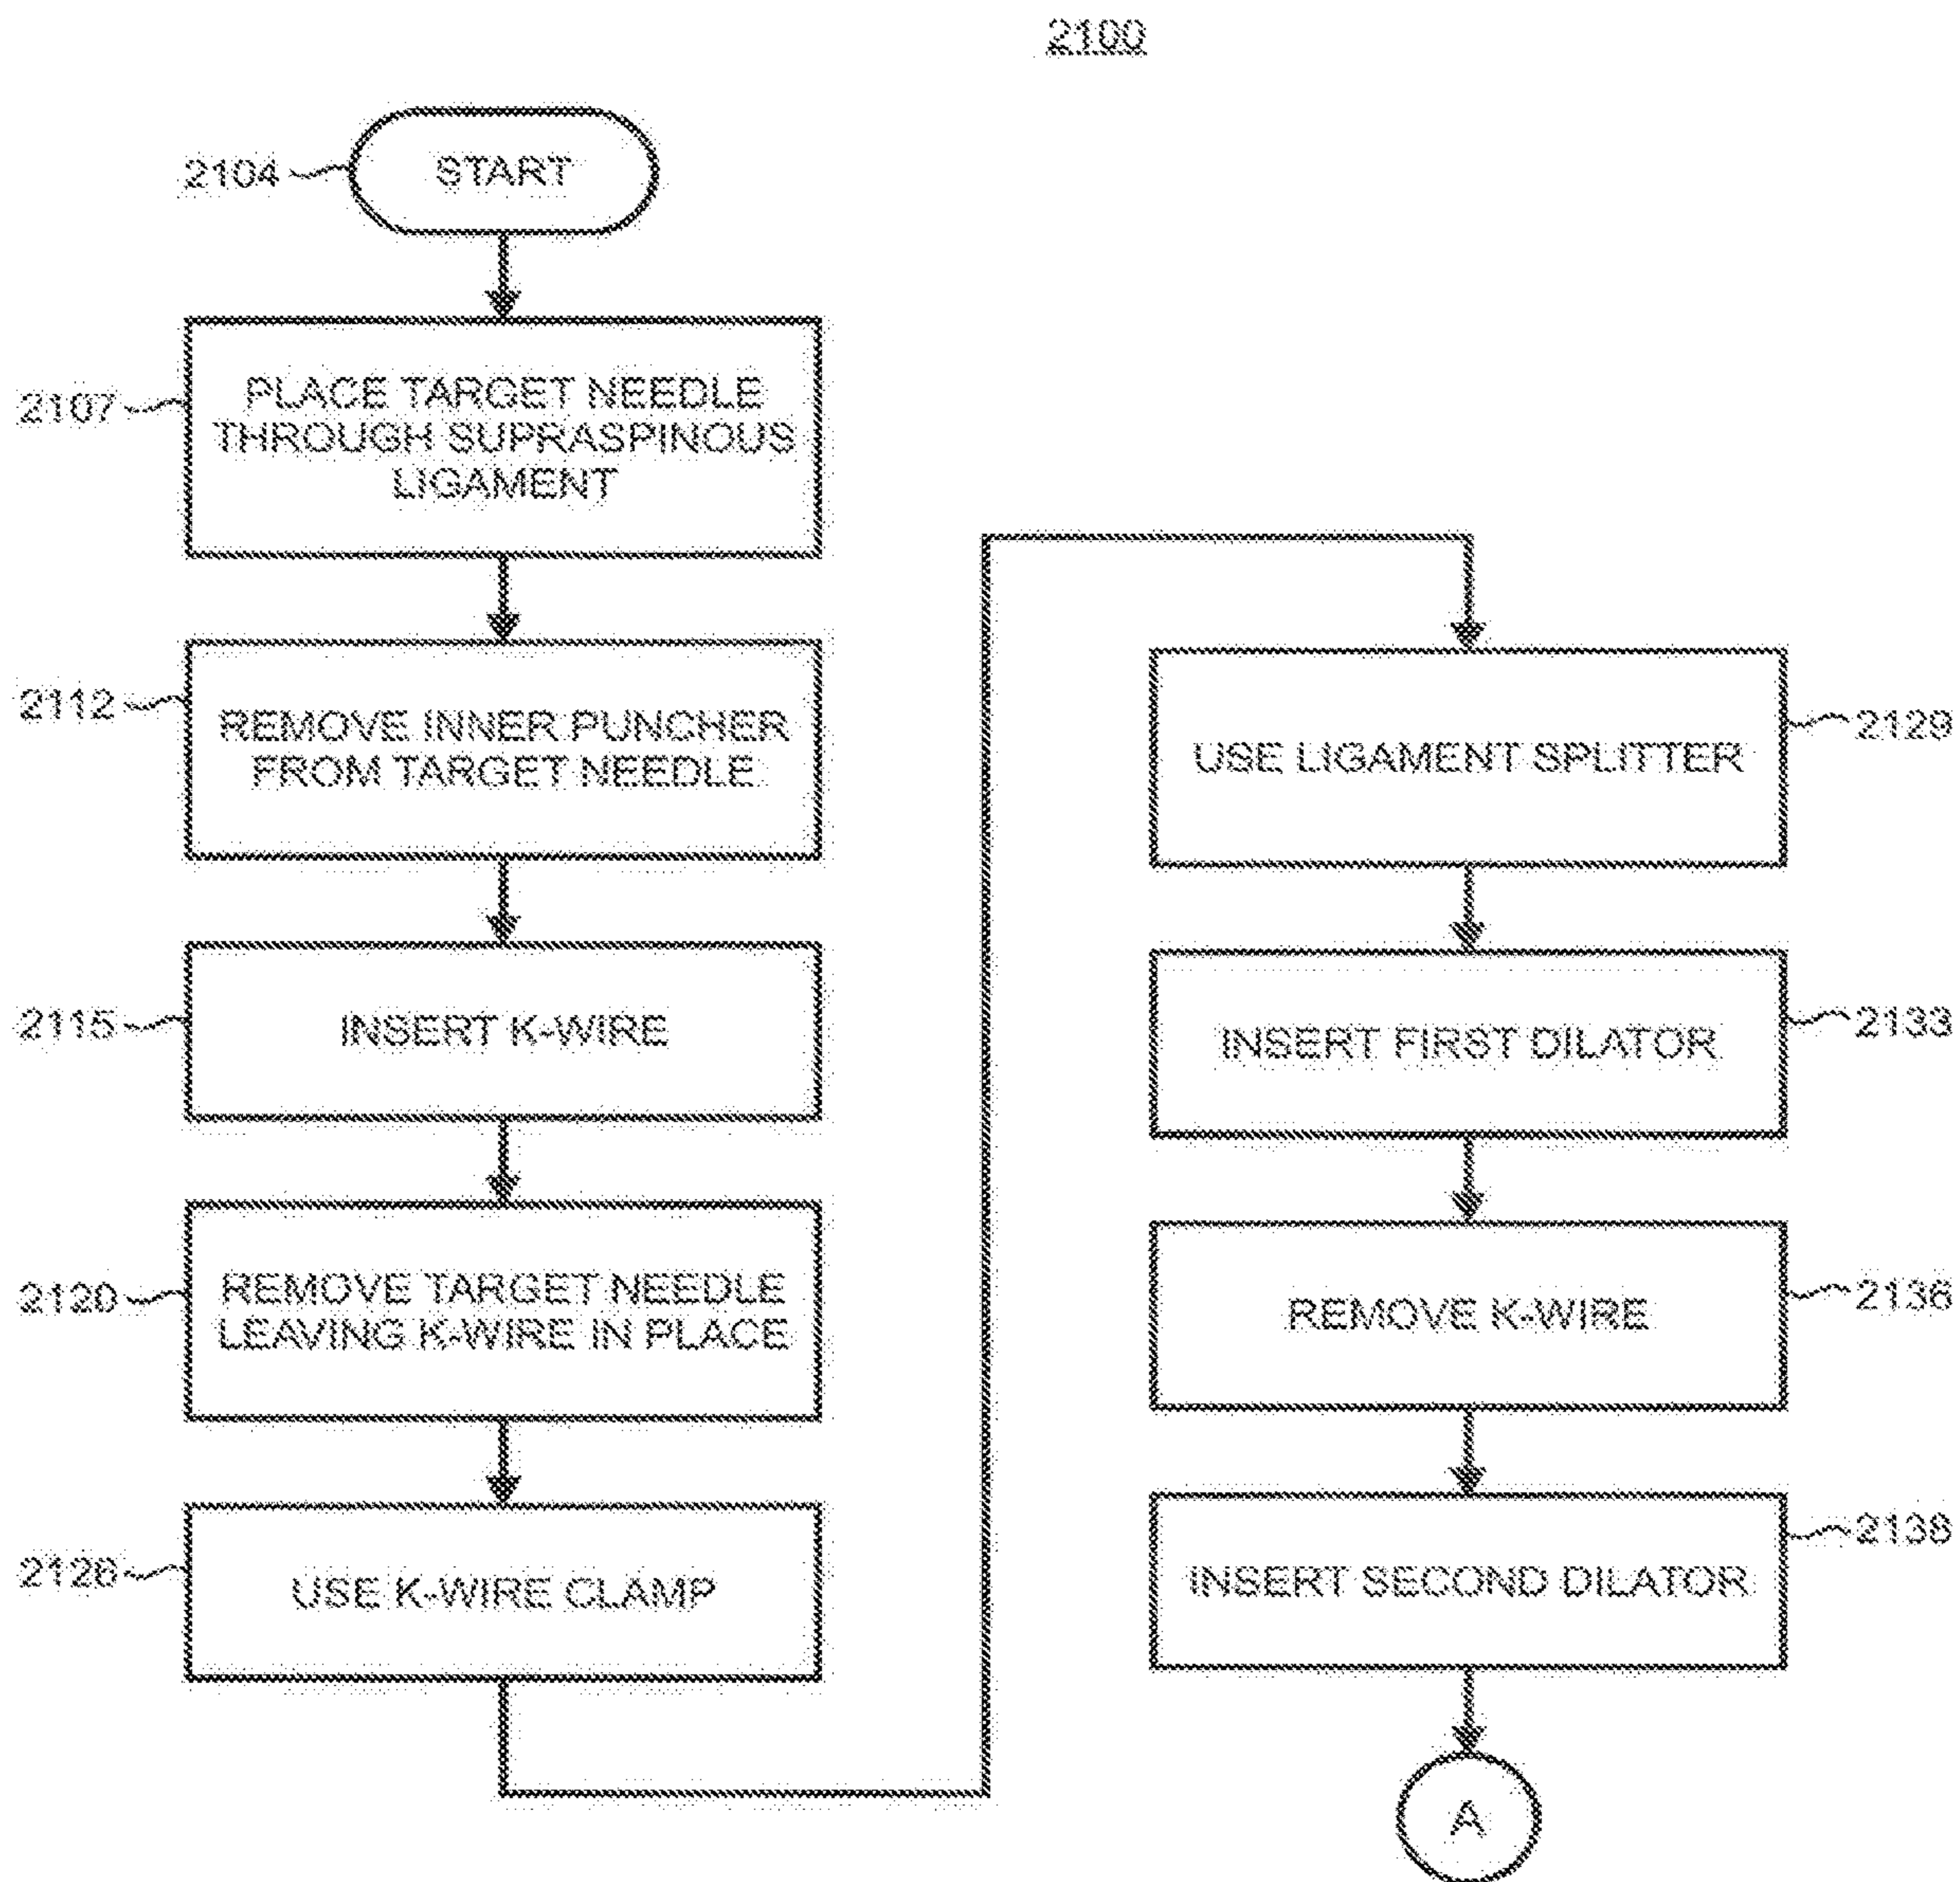 2100
2104
START
2107
PLACE TARGET NEEDLE
THROUGH SUPRASPINOUS
LIGAMENT
2112
REMOVE INNER PUNCHER
FROM TARGET NEEDLE
2115
INSERT K-WIRE
2120
REMOVE TARGET NEEDLE
LEAVING K-WIRE IN PLACE
2126
USE K-WIRE CLAMP
USE LIGAMENT SPLITTER
2129
INSERT FIRST DILATOR
2133
REMOVE K-WIRE
2136
INSERT SECOND DILATOR
2138
A